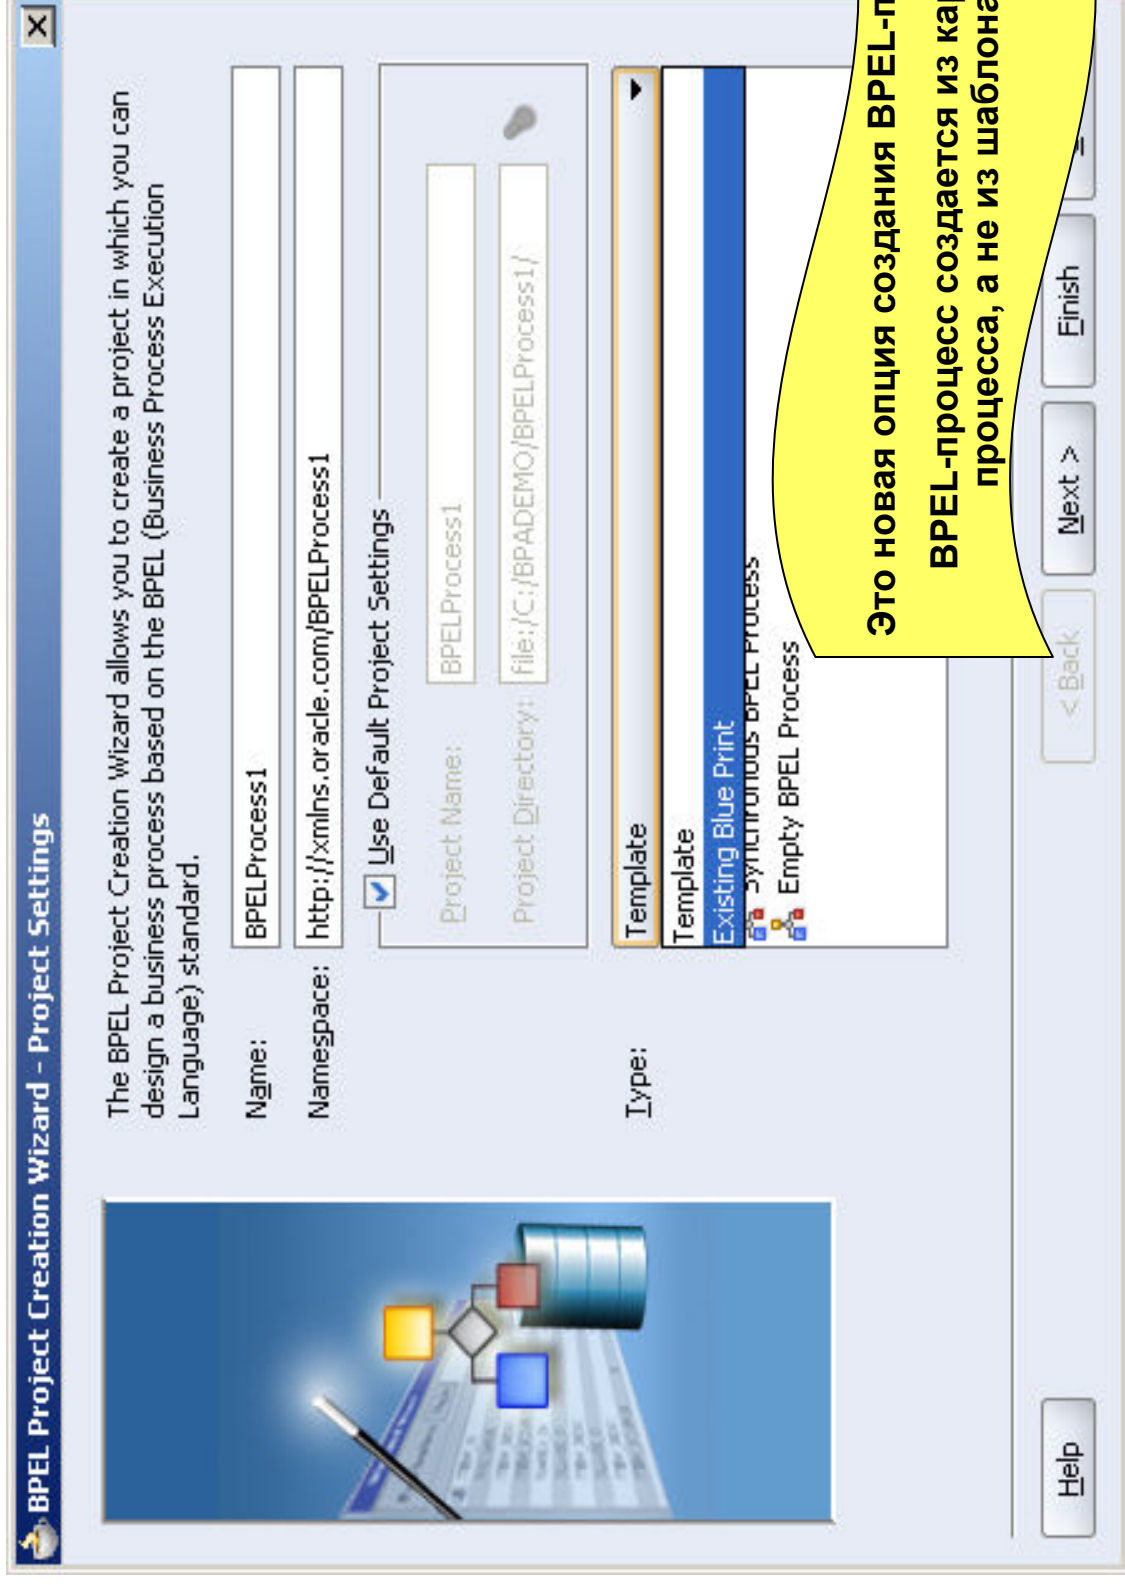 BPEL Project Creation Wizard - Project Settings
The BPEL Project Creation Wizard allows you to create a project in which you can
design a business process based on the BPEL (Business Process Execution
Language) standard.
Name: BPELProcess1
Namespace: http://xmlns.oracle.com/BPELProcess1
Use Default Project Settings
Project Name: BPELProcess1
Project Directory: file:/C:/BPADEMO/BPELProcess1/
Type: Template
Template
Existing Blue Print
Synchronous BPEL Process
Empty BPEL Process
Это новая опция создания BPEL-п
BPEL-процесс создается из кар
процесса, а не из шаблона
Help
< Back
Next >
Finish